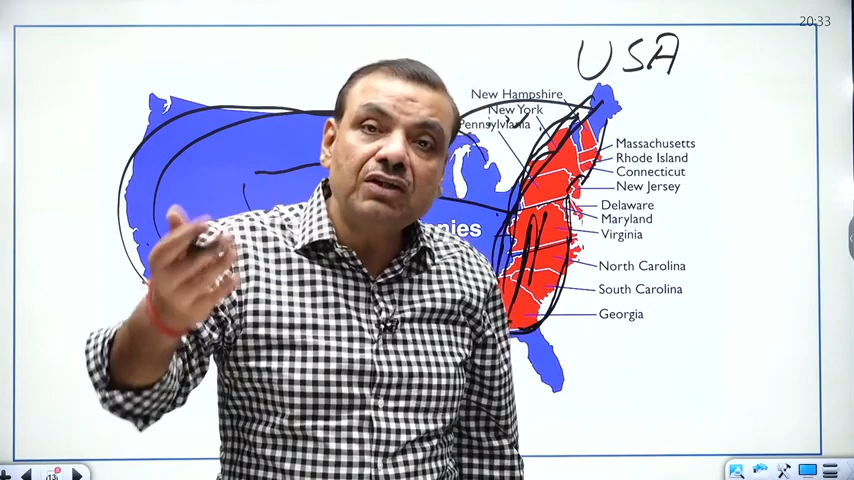 20:33
USA
New Hampshire
New York
Pennsylvania
Massachusetts
Rhode Island
Connecticut
New Jersey
Delaware
Maryland
Virginia
North Carolina
South Carolina
Georgia
13